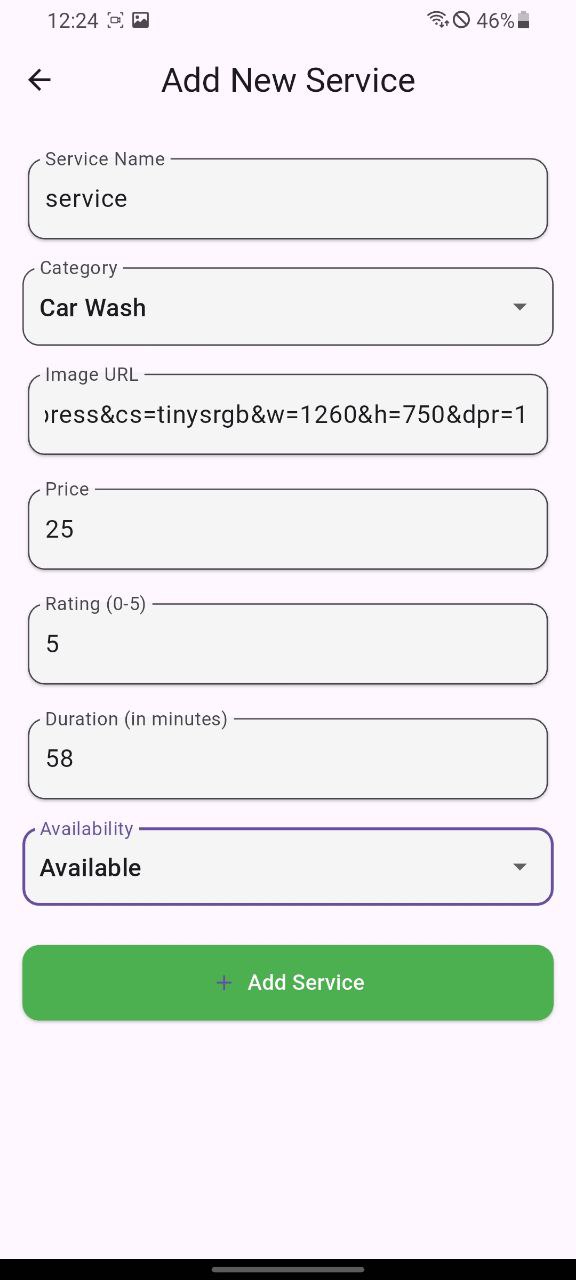 12:24
46%
Add New Service
Service Name
service
Category
Car Wash
Image URL
press&cs=tinysrgb&w=1260&h=750&dpr=1
Price
25
Rating (0-5)
5
Duration (in minutes)
58
Availability
Available
+ Add Service